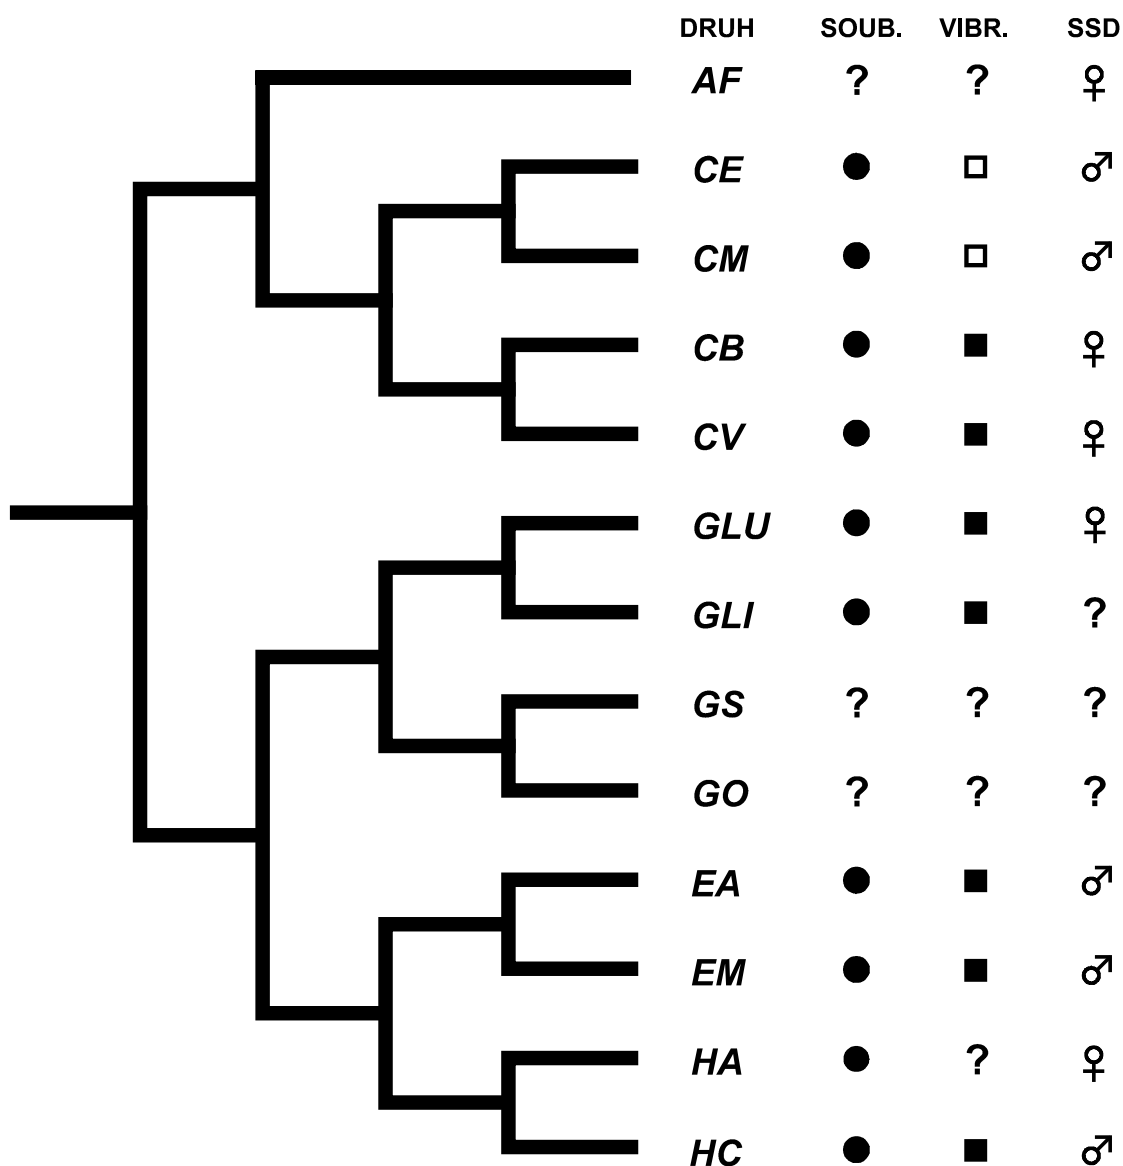 DRUH SOUB. VIBR. SSD
AF ? ? ♀
CE ● □ ♂
CM ● □ ♂
CB ● ■ ♀
CV ● ■ ♀
GLU ● ■ ♀
GLI ● ■ ?
GS ? ? ?
GO ? ? ?
EA ● ■ ♂
EM ● ■ ♂
HA ● ? ♀
HC ● ■ ♂